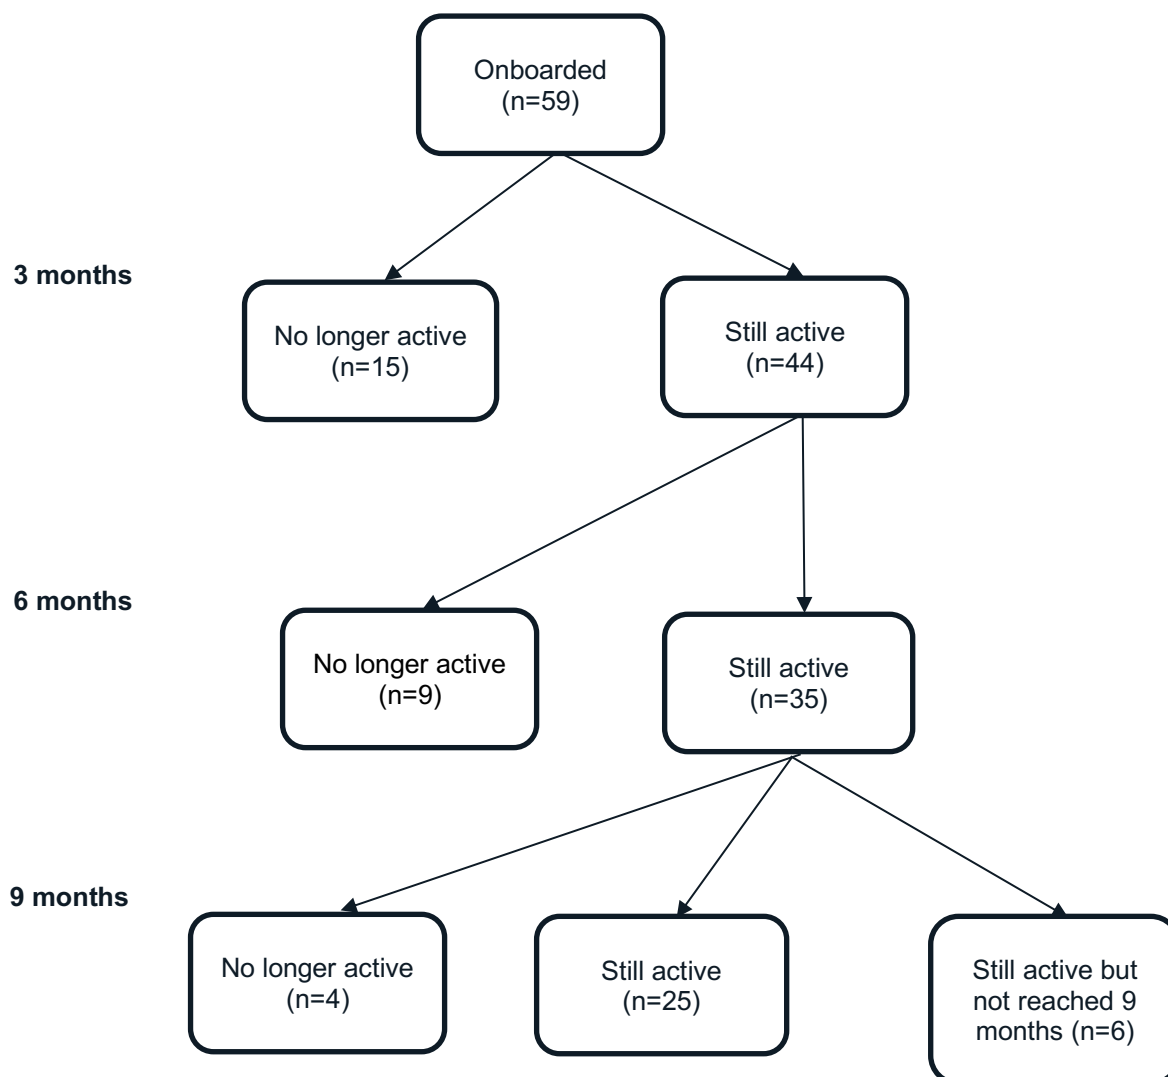 Onboarded
(n=59)
3 months
No longer active
(n=15)
Still active
(n=44)
6 months
No longer active
(n=9)
Still active
(n=35)
9 months
No longer active
(n=4)
Still active
(n=25)
Still active but
not reached 9
months (n=6)